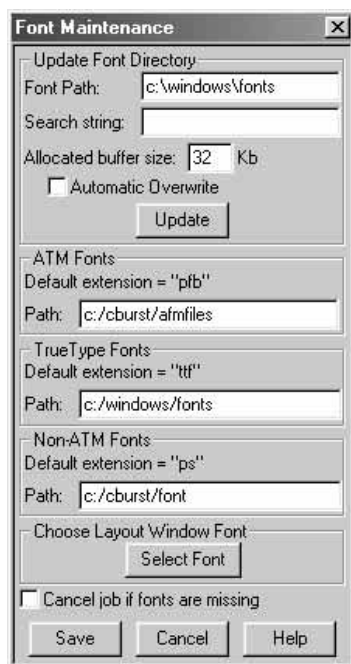 Font Maintenance
Update Font Directory
Font Path: c:\windows\fonts
Search string:
Allocated buffer size: 32 Kb
Automatic Overwrite
Update
ATM Fonts
Default extension = "pfb"
Path: c:/cburst/afmfiles
TrueType Fonts
Default extension = "ttf"
Path: c:/windows/fonts
Non-ATM Fonts
Default extension = "ps"
Path: c:/cburst/font
Choose Layout Window Font
Select Font
Cancel job if fonts are missing
Save Cancel Help